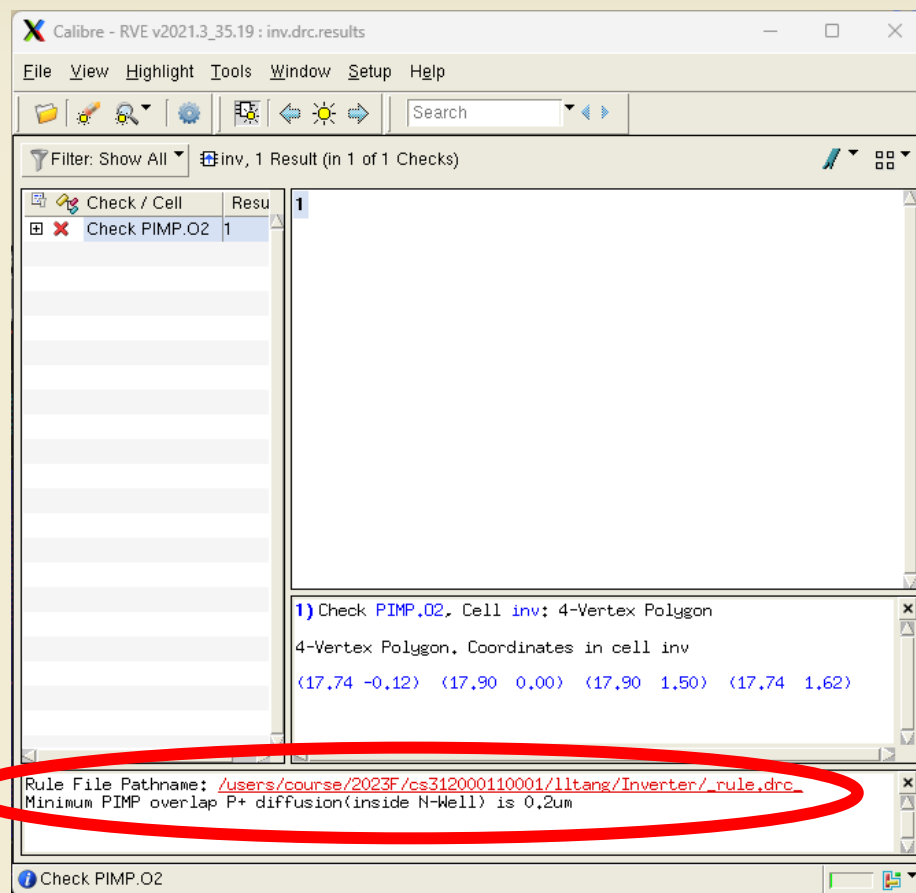 Calibre - RVE v2021.3_35.19 : inv.drc.results
File View Highlight Tools Window Setup Help
Search
Filter: Show All inv, 1 Result (in 1 of 1 Checks)
Check / Cell Resu
Check PIMP.O2 1
1
1) Check PIMP.O2, Cell inv: 4-Vertex Polygon
4-Vertex Polygon. Coordinates in cell inv
(17.74 -0.12) (17.90 0.00) (17.90 1.50) (17.74 1.62)
Rule File Pathname: /users/course/2023F/cs312000110001/lltang/Inverter/_rule.drc_
Minimum PIMP overlap P+ diffusion(inside N-Well) is 0.2um
Check PIMP.O2